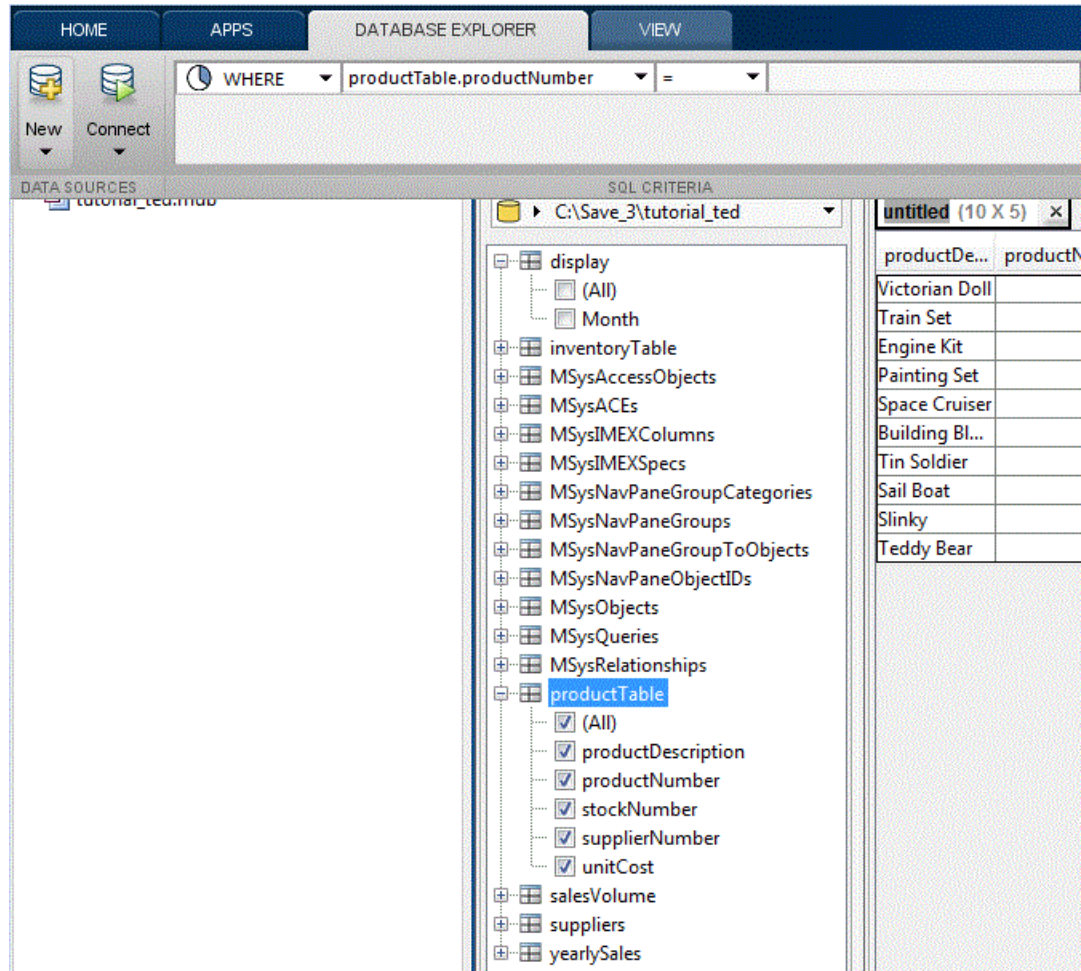 HOME APPS DATABASE EXPLORER VIEW
WHERE productTable.productNumber =
New Connect
DATA SOURCES SQL CRITERIA
C:\Save_3\tutorial_ted
untitled (10 X 5)
display
(All)
Month
inventoryTable
MSysAccessObjects
MSysACEs
MSysIMEXColumns
MSysIMEXSpecs
MSysNavPaneGroupCategories
MSysNavPaneGroups
MSysNavPaneGroupToObjects
MSysNavPaneObjectIDs
MSysObjects
MSysQueries
MSysRelationships
productTable
(All)
productDescription
productNumber
stockNumber
supplierNumber
unitCost
salesVolume
suppliers
yearlySales
productDe... productN
Victorian Doll
Train Set
Engine Kit
Painting Set
Space Cruiser
Building Bl...
Tin Soldier
Sail Boat
Slinky
Teddy Bear